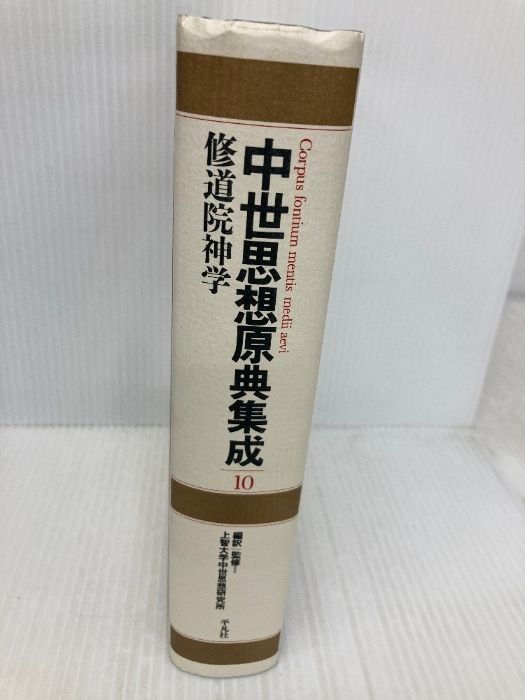 Corpus fontium mentis medii aevi
中世思想原典集成
修道院神学
10
編訳/監修=
上智大学中世思想研究所
平凡社